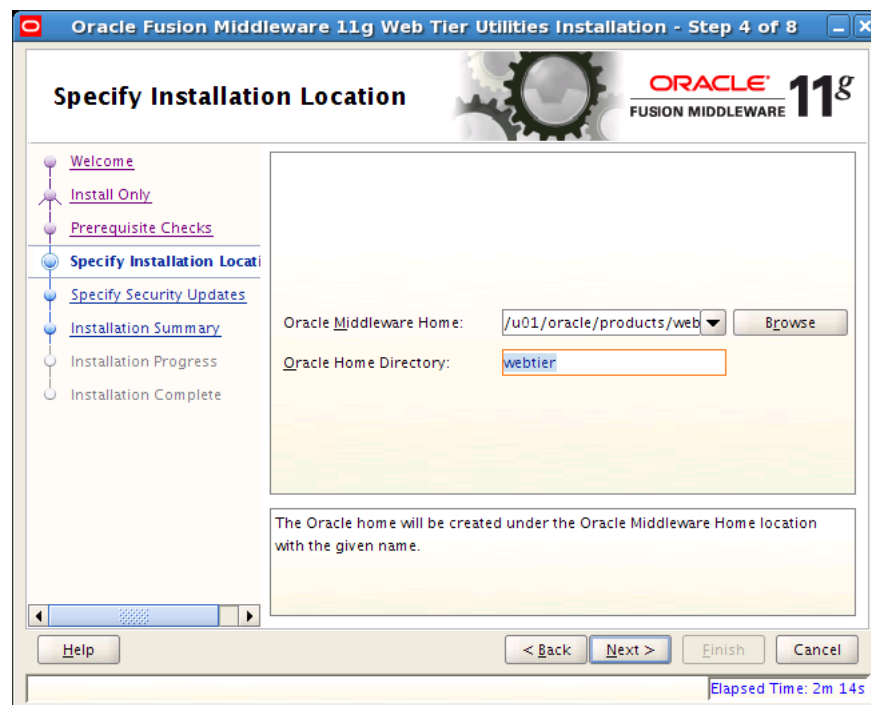 Oracle Fusion Middleware 11g Web Tier Utilities Installation - Step 4 of 8
Specify Installation Location
ORACLE
FUSION MIDDLEWARE 11g
Welcome
Install Only
Prerequisite Checks
Specify Installation Locati
Specify Security Updates
Installation Summary
Installation Progress
Installation Complete
Oracle Middleware Home: /u01/oracle/products/web Browse
Oracle Home Directory: webtier
The Oracle home will be created under the Oracle Middleware Home location
with the given name.
Help < Back Next > Finish Cancel
Elapsed Time: 2m 14s